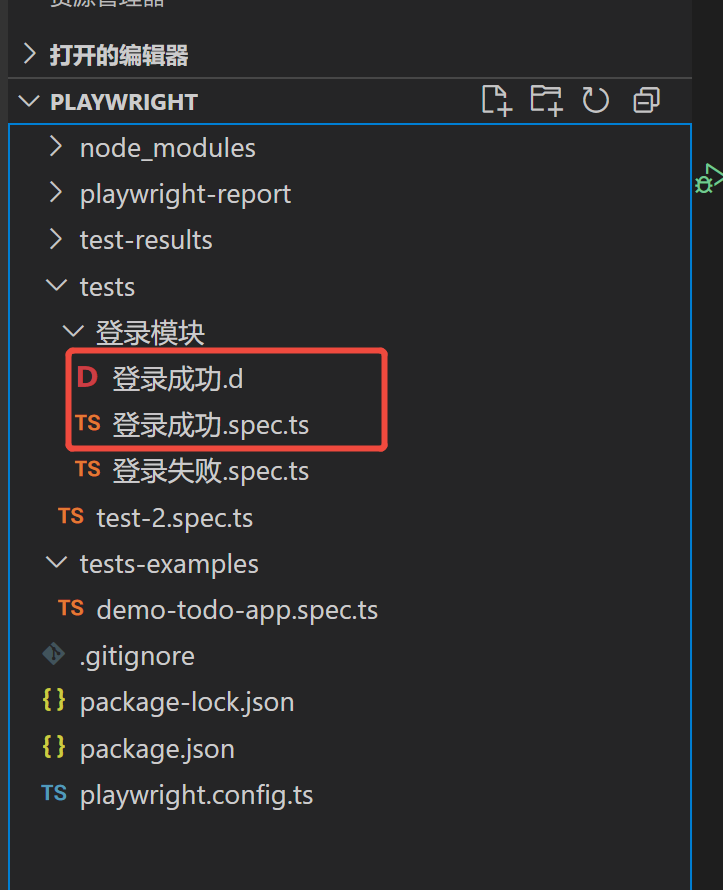 资源管理器
打开的编辑器
PLAYWRIGHT
node_modules
playwright-report
test-results
tests
登录模块
D 登录成功.d
TS 登录成功.spec.ts
TS 登录失败.spec.ts
TS test-2.spec.ts
tests-examples
TS demo-todo-app.spec.ts
.gitignore
{} package-lock.json
{} package.json
TS playwright.config.ts